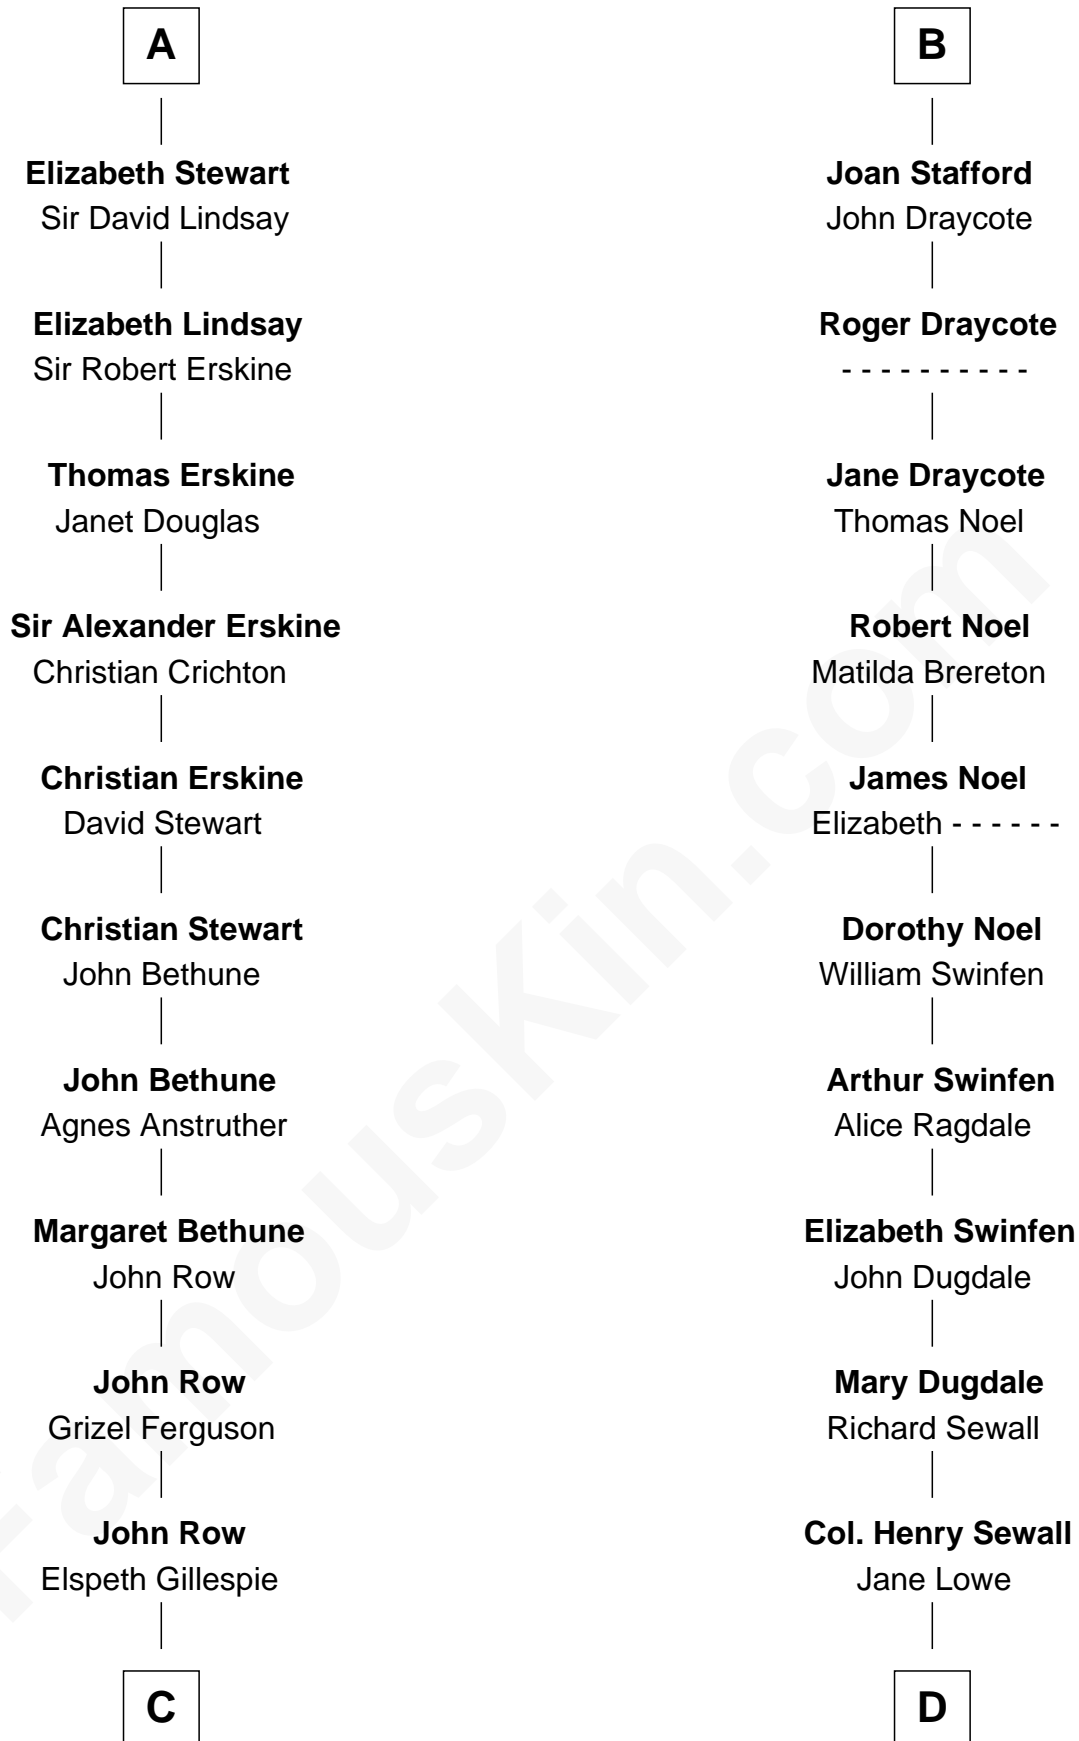 A
Elizabeth Stewart
Sir David Lindsay
Elizabeth Lindsay
Sir Robert Erskine
Thomas Erskine
Janet Douglas
Sir Alexander Erskine
Christian Crichton
Christian Erskine
David Stewart
Christian Stewart
John Bethune
John Bethune
Agnes Anstruther
Margaret Bethune
John Row
John Row
Grizel Ferguson
John Row
Elspeth Gillespie
C
B
Joan Stafford
John Draycote
Roger Draycote
- - - - - - - - - -
Jane Draycote
Thomas Noel
Robert Noel
Matilda Brereton
James Noel
Elizabeth - - - - - -
Dorothy Noel
William Swinfen
Arthur Swinfen
Alice Ragdale
Elizabeth Swinfen
John Dugdale
Mary Dugdale
Richard Sewall
Col. Henry Sewall
Jane Lowe
D
FamousKin.com